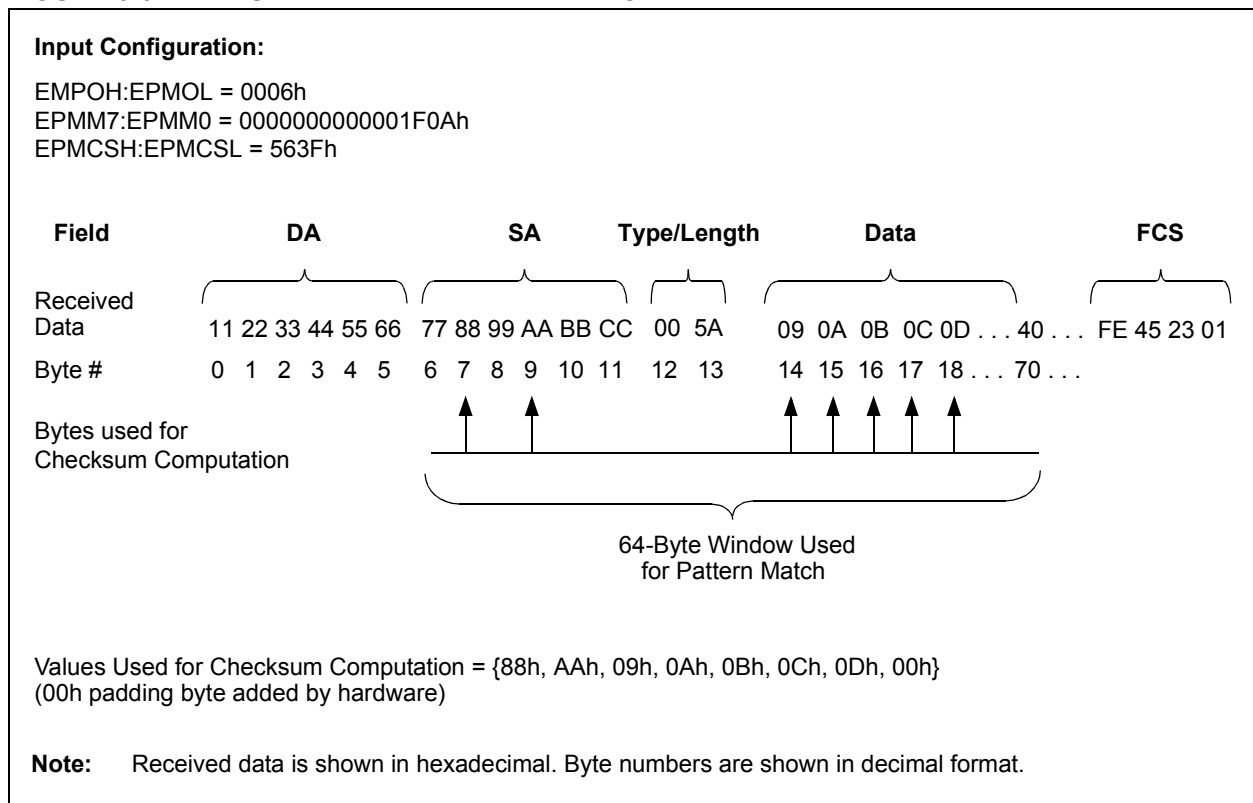 Input Configuration:
EMPOH:EPMOL = 0006h
EPMM7:EPMM0 = 0000000000001F0Ah
EPMCSH:EPMCSL = 563Fh
Field DA SA Type/Length Data FCS
Received
Data 11 22 33 44 55 66 77 88 99 AA BB CC 00 5A 09 0A 0B 0C 0D . . . 40 . . . FE 45 23 01
Byte # 0 1 2 3 4 5 6 7 8 9 10 11 12 13 14 15 16 17 18 . . . 70 . . .
Bytes used for
Checksum Computation
64-Byte Window Used
for Pattern Match
Values Used for Checksum Computation = {88h, AAh, 09h, 0Ah, 0Bh, 0Ch, 0Dh, 00h}
(00h padding byte added by hardware)
Note: Received data is shown in hexadecimal. Byte numbers are shown in decimal format.